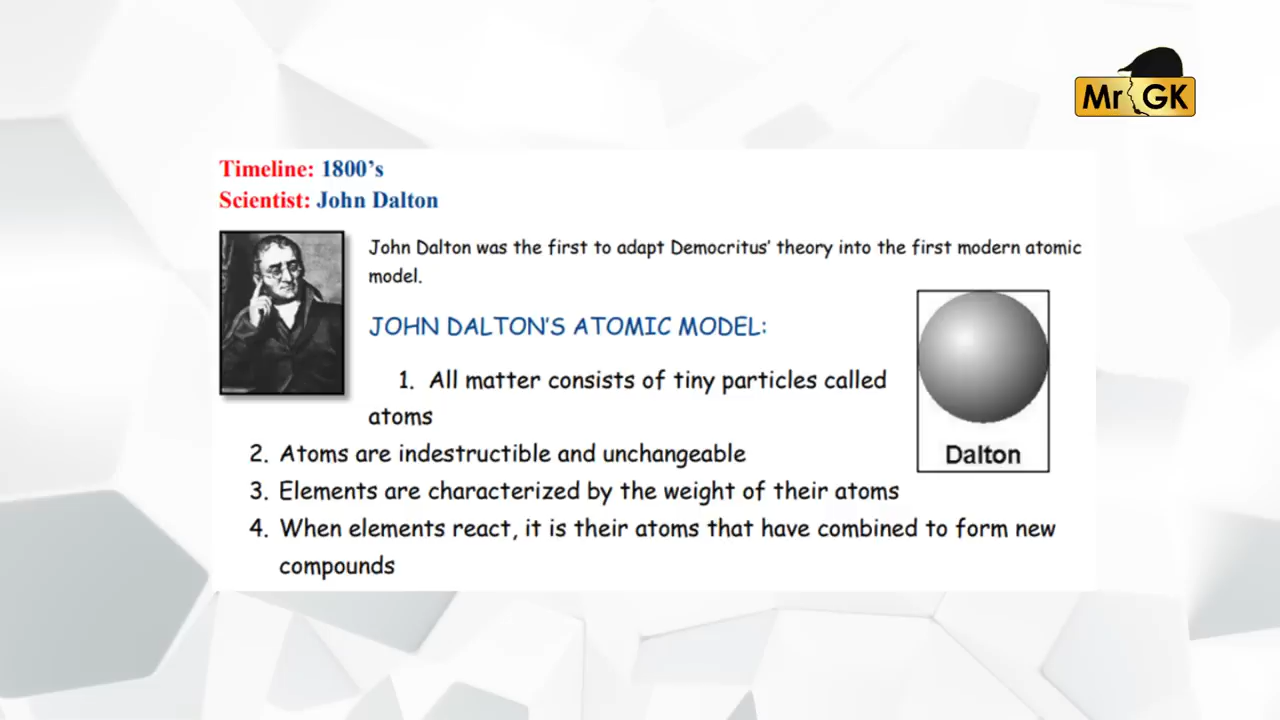 Mr GK
Timeline: 1800's
Scientist: John Dalton
John Dalton was the first to adapt Democritus' theory into the first modern atomic
model.
JOHN DALTON'S ATOMIC MODEL:
1. All matter consists of tiny particles called
atoms
2. Atoms are indestructible and unchangeable
3. Elements are characterized by the weight of their atoms
4. When elements react, it is their atoms that have combined to form new
compounds
Dalton